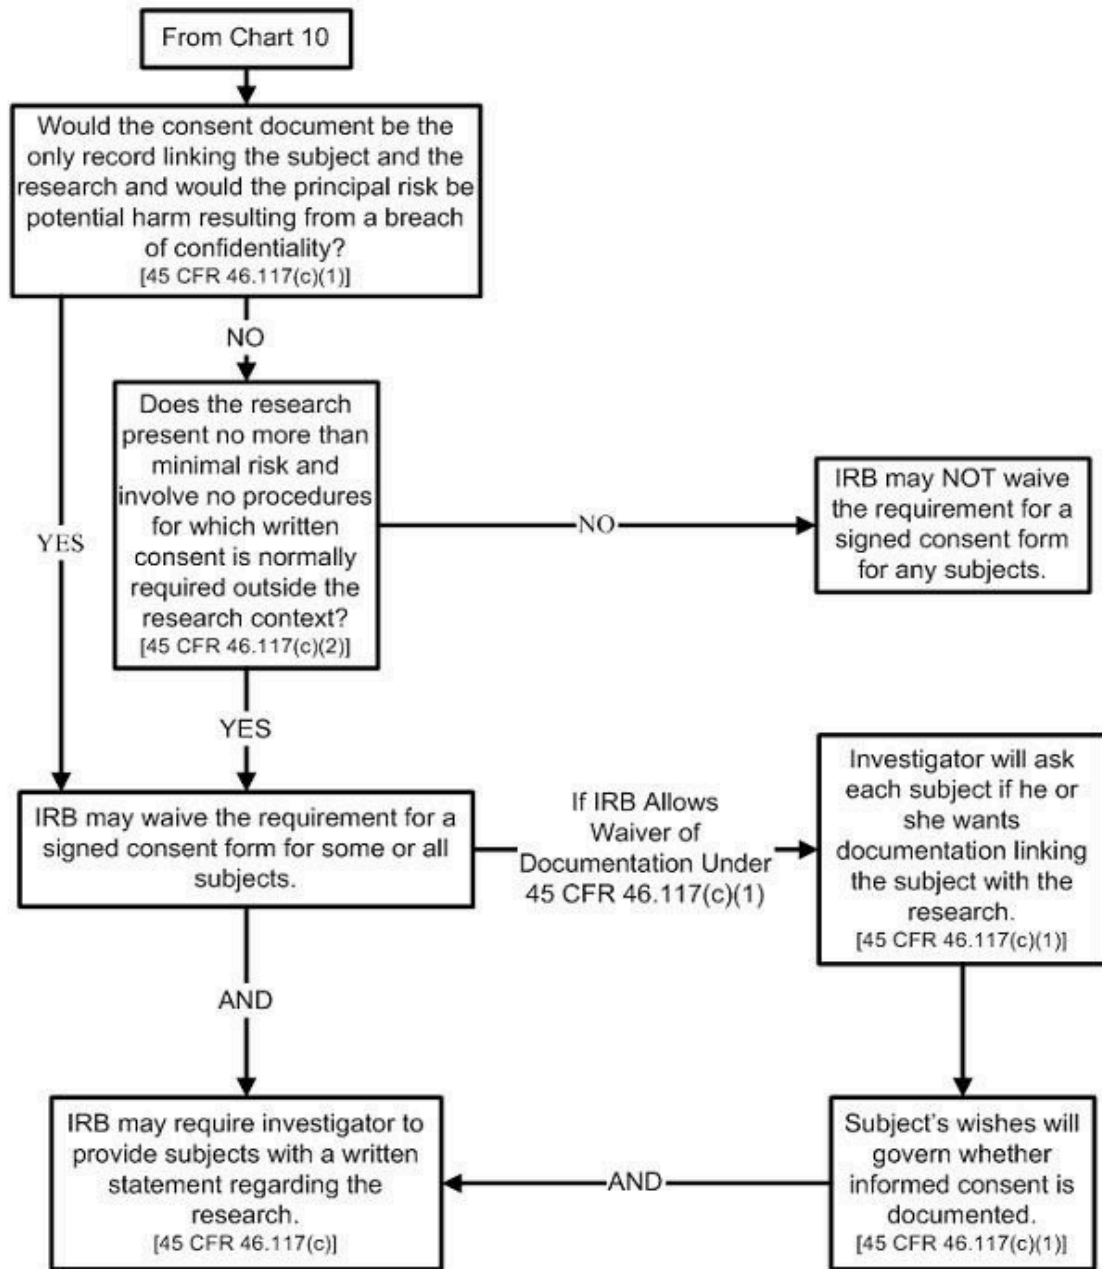 From Chart 10
Would the consent document be the
only record linking the subject and the
research and would the principal risk be
potential harm resulting from a breach
of confidentiality?
[45 CFR 46.117(c)(1)]
NO
YES
Does the research
present no more than
minimal risk and
involve no procedures
for which written
consent is normally
required outside the
research context?
[45 CFR 46.117(c)(2)]
NO
IRB may NOT waive
the requirement for a
signed consent form
for any subjects.
YES
IRB may waive the requirement for a
signed consent form for some or all
subjects.
If IRB Allows
Waiver of
Documentation Under
45 CFR 46.117(c)(1)
Investigator will ask
each subject if he or
she wants
documentation linking
the subject with the
research.
[45 CFR 46.117(c)(1)]
AND
IRB may require investigator to
provide subjects with a written
statement regarding the
research.
[45 CFR 46.117(c)]
AND
Subject's wishes will
govern whether
informed consent is
documented.
[45 CFR 46.117(c)(1)]